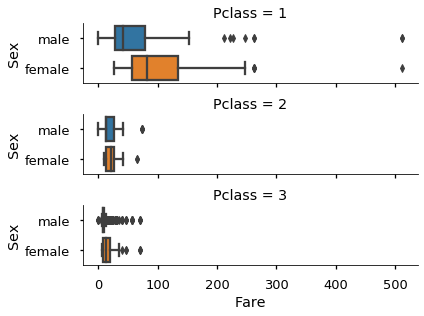 Pclass = 1
Sex
male
female
Pclass = 2
Sex
male
female
Pclass = 3
Sex
male
female
0 100 200 300 400 500
Fare